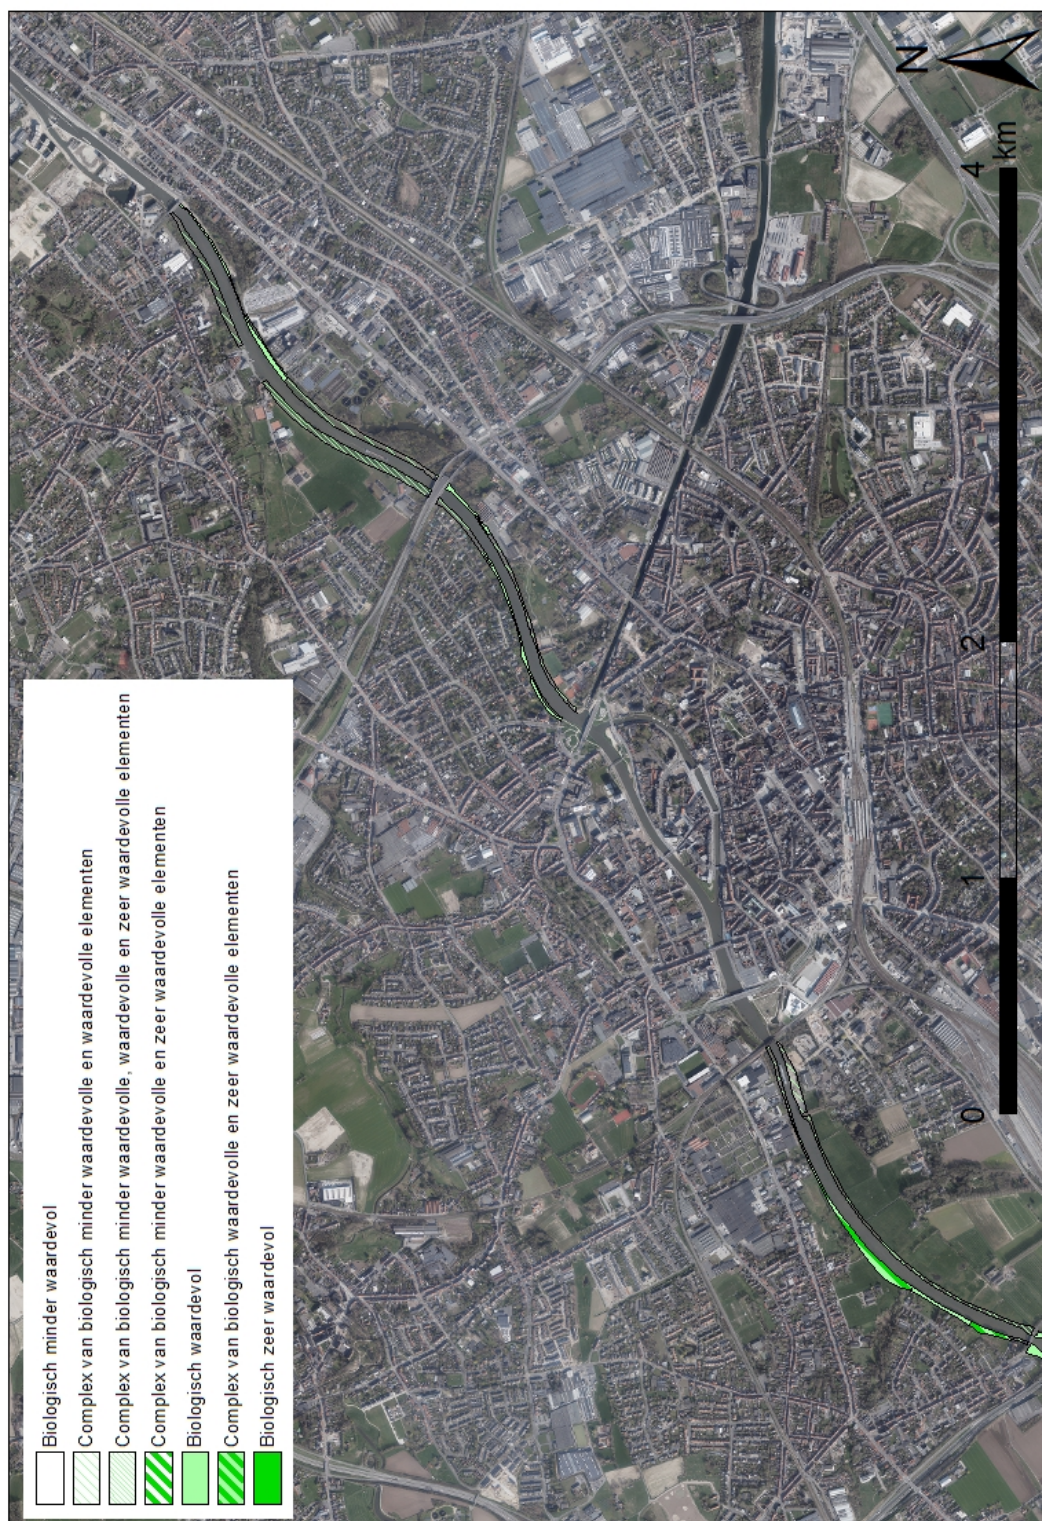 Biologisch minder waardevol
Complex van biologisch minder waardevolle en waardevolle elementen
Complex van biologisch minder waardevolle, waardevolle en zeer waardevolle elementen
Complex van biologisch minder waardevolle en zeer waardevolle elementen
Biologisch waardevol
Complex van biologisch waardevolle en zeer waardevolle elementen
Biologisch zeer waardevol
N
0
1
2
4
km